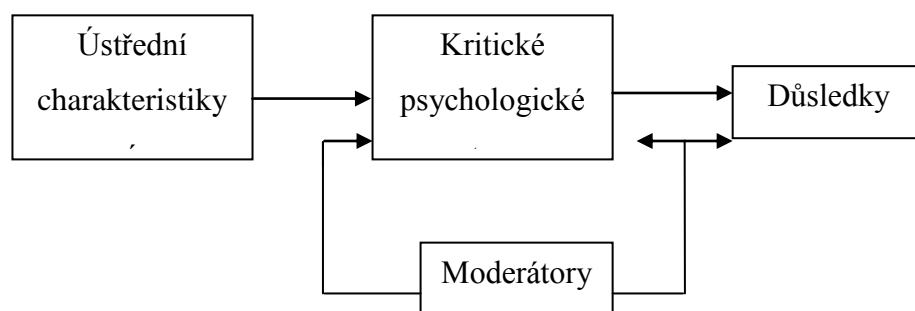 Ústřední
charakteristiky
Kritické
psychologické
Důsledky
Moderátory